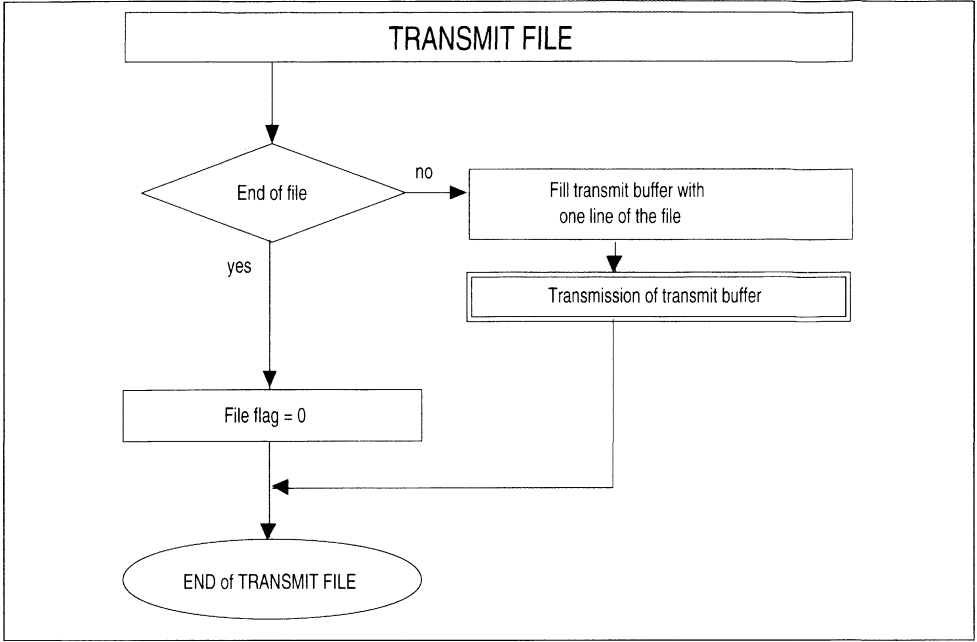 TRANSMIT FILE
End of file
no
Fill transmit buffer with
one line of the file
yes
Transmission of transmit buffer
File flag = 0
END of TRANSMIT FILE